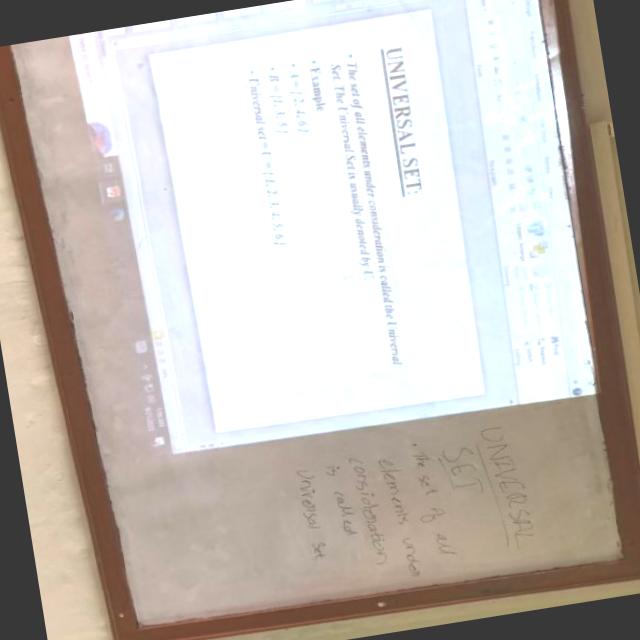 UNIVERSAL SET:
• The set of all elements under consideration is called the Universal
Set. The Universal Set is usually denoted by U
• Example
• A = {2,4,6}
• B = {1,3,5}
• Universal set = U = {1,2,3,4,5,6}
UNIVERSAL
SET
• The set of all
elements under
consideration
is called
Universal set